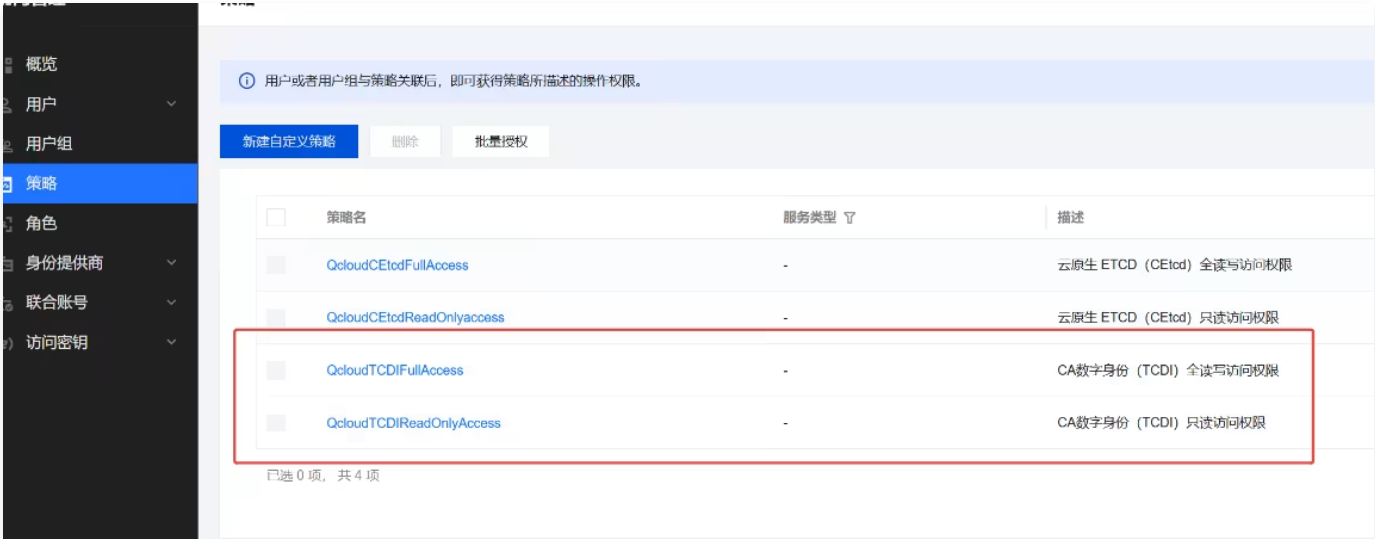 概览
用户
用户组
策略
角色
身份提供商
联合账号
访问密钥
用户或者用户组与策略关联后，即可获得策略所描述的操作权限。
新建自定义策略 删除 批量授权
策略名 服务类型 描述
QcloudCEtcdFullAccess - 云原生 ETCD（CEtcd）全读写访问权限
QcloudCEtcdReadOnlyaccess - 云原生 ETCD（CEtcd）只读访问权限
QcloudTCDIFullAccess - CA数字身份（TCDI）全读写访问权限
QcloudTCDIReadOnlyAccess - CA数字身份（TCDI）只读访问权限
已选 0 项，共 4 项